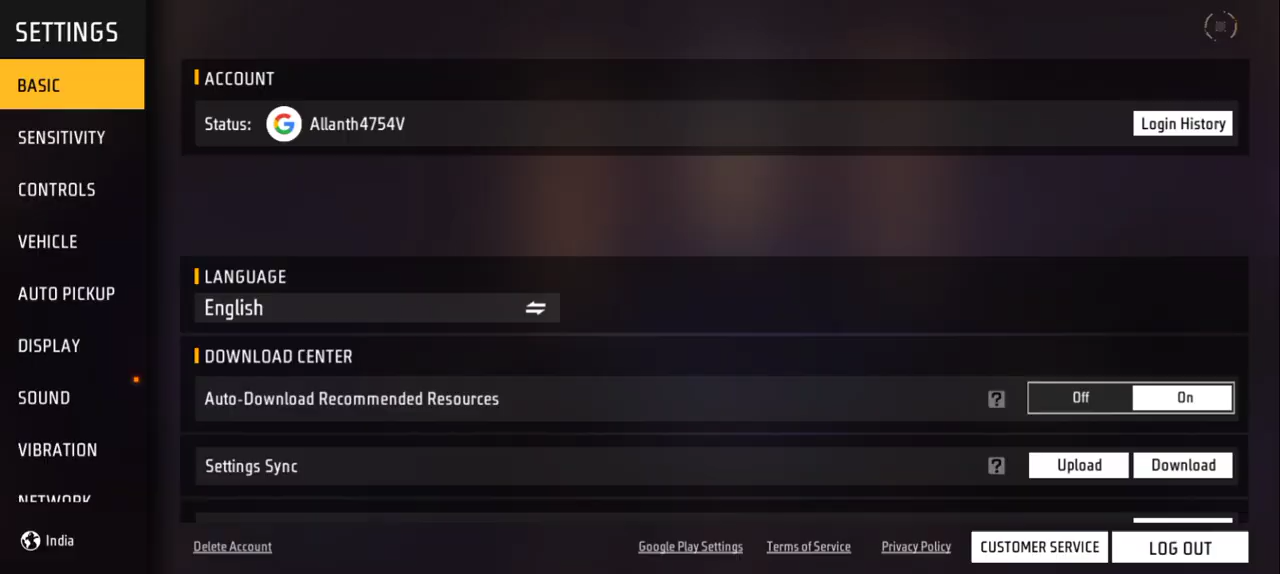 SETTINGS
BASIC
SENSITIVITY
CONTROLS
VEHICLE
AUTO PICKUP
DISPLAY
SOUND
VIBRATION
NETWORK
India
ACCOUNT
Status: Allanth4754V Login History
LANGUAGE
English
DOWNLOAD CENTER
Auto-Download Recommended Resources ? Off On
Settings Sync ? Upload Download
Delete Account Google Play Settings Terms of Service Privacy Policy CUSTOMER SERVICE LOG OUT